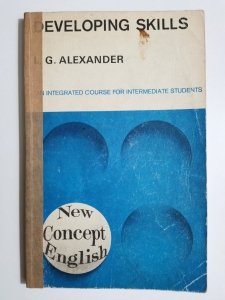 DEVELOPING SKILLS
L. G. ALEXANDER
AN INTEGRATED COURSE FOR INTERMEDIATE STUDENTS
New
Concept
English